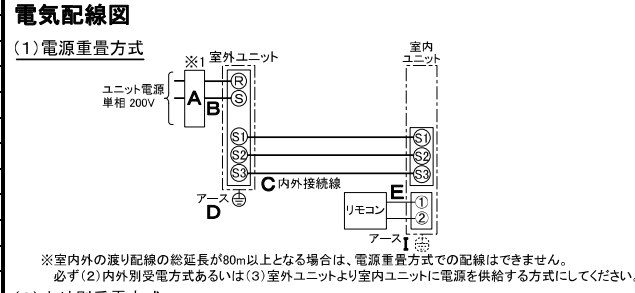 電気配線図
(1)電源重畳方式
※1
室外ユニット
室内
ユニット
ユニット電源
単相 200V
A
B
R
S
S1
S2
S3
S1
S2
S3
C 内外接続線
アース
D
リモコン
E
1
2
アース
I
※室内外の渡り配線の総延長が80m以上となる場合は、電源重畳方式での配線はできません。
必ず(2)内外別受電方式あるいは(3)室外ユニットより室内ユニットに電源を供給する方式にしてください。